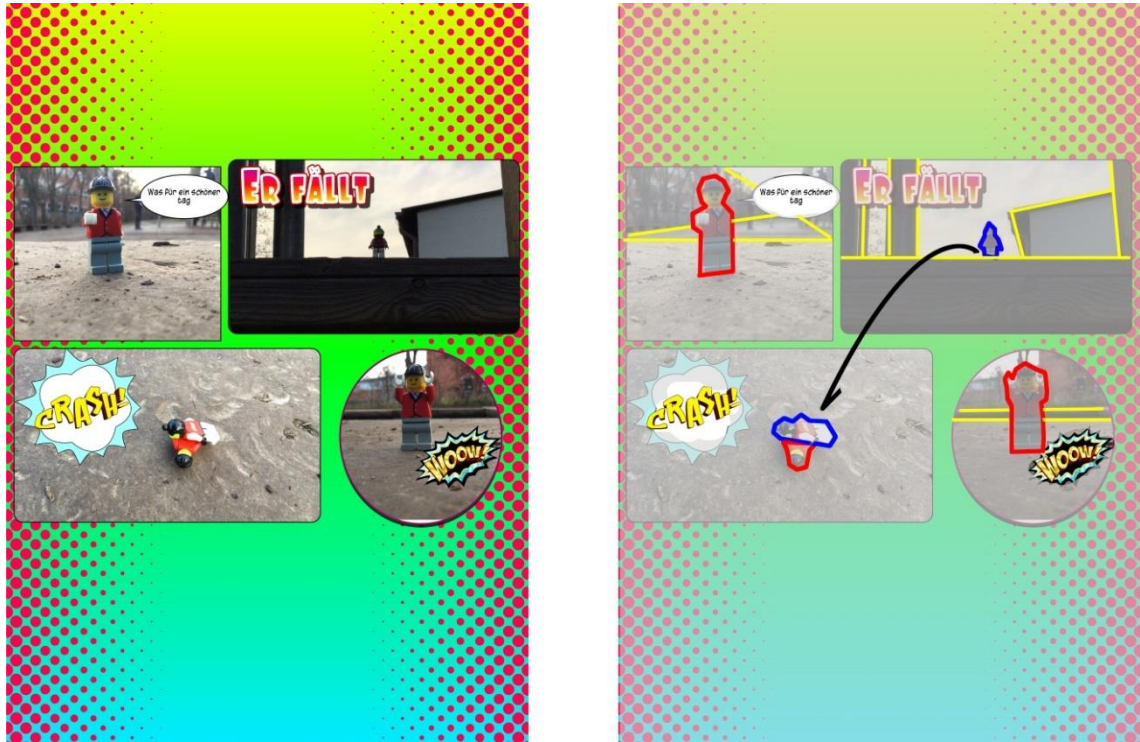 Was für ein schöner
tag
ER FÄLLT
CRASH!
WOOW!
Was für ein schöner
tag
ER FÄLLT
CRASH!
WOOW!